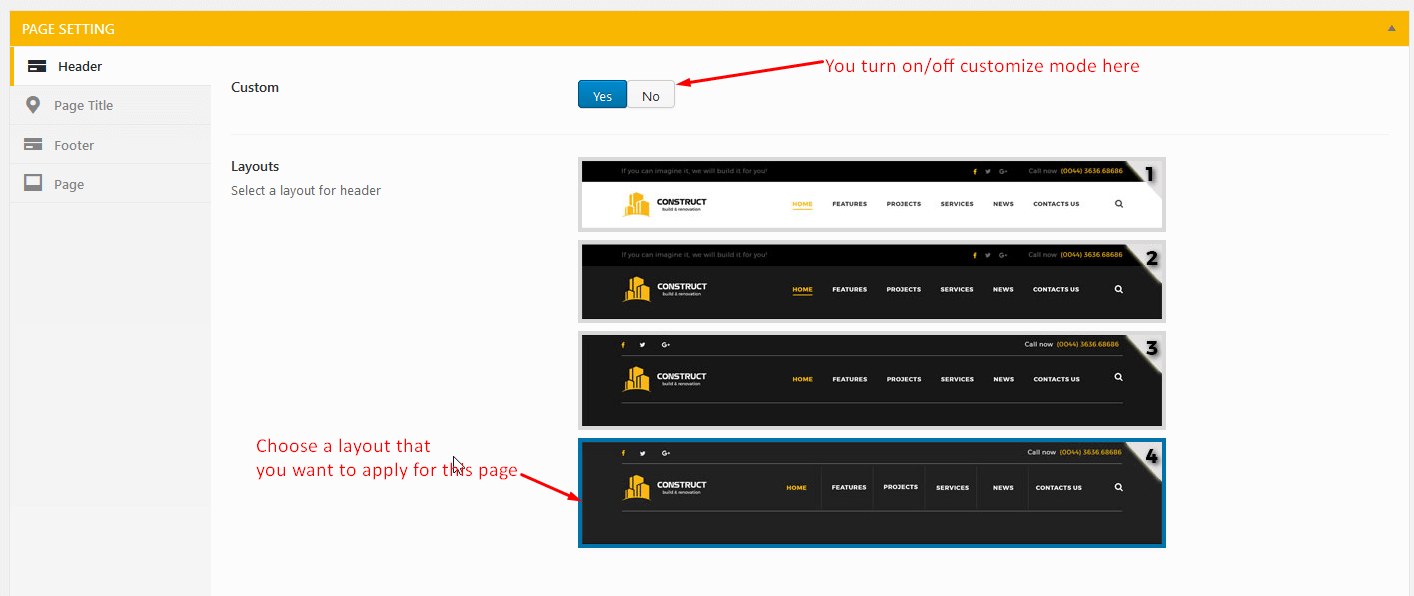 PAGE SETTING
Header
Page Title
Footer
Page
Custom
Yes No
You turn on/off customize mode here
Layouts
Select a layout for header
If you can imagine it, we will build it for you! Call now (0044) 3636.68686 1
CONSTRUCT
build & renovation
HOME FEATURES PROJECTS SERVICES NEWS CONTACTS US
If you can imagine it, we will build it for you! Call now (0044) 3636.68686 2
CONSTRUCT
build & renovation
HOME FEATURES PROJECTS SERVICES NEWS CONTACTS US
Call now (0044) 3636.68686 3
CONSTRUCT
build & renovation
HOME FEATURES PROJECTS SERVICES NEWS CONTACTS US
Choose a layout that
you want to apply for this page
Call now (0044) 3636.68686 4
CONSTRUCT
build & renovation
HOME FEATURES PROJECTS SERVICES NEWS CONTACTS US